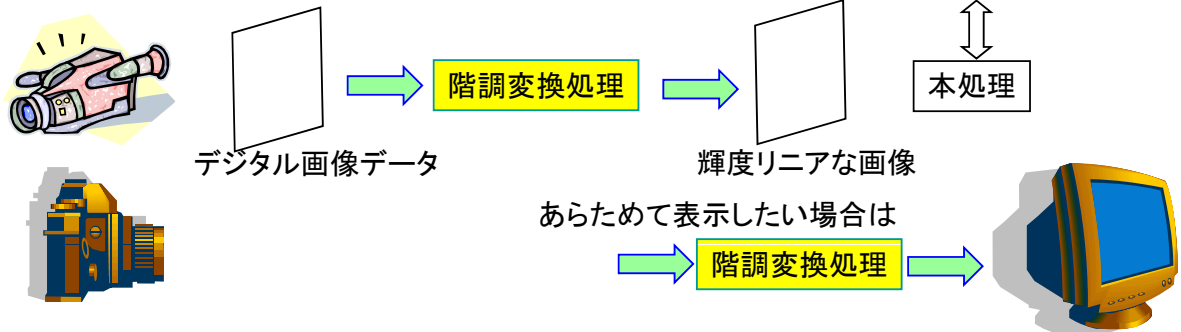 階調変換処理
本処理
デジタル画像データ
輝度リニアな画像
あらためて表示したい場合は
階調変換処理